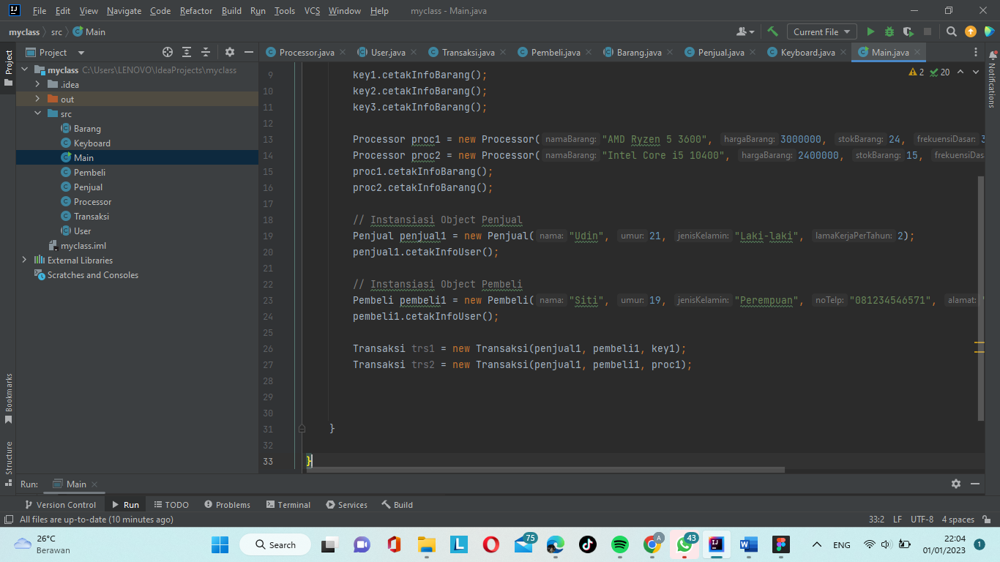 File Edit View Navigate Code Refactor Build Run Tools VCS Window Help myclass - Main.java
myclass src Main Current File
Project Processor.java User.java Transaksi.java Pembeli.java Barang.java Penjual.java Keyboard.java Main.java
Project
Bookmarks
Structure
Notifications
myclass C:\Users\LENOVO\IdeaProjects\myclass
.idea
out
src
Barang
Keyboard
Main
Pembeli
Penjual
Processor
Transaksi
User
myclass.iml
External Libraries
Scratches and Consoles
2 20
9 key1.cetakInfoBarang();
10 key2.cetakInfoBarang();
11 key3.cetakInfoBarang();
12
13 Processor proc1 = new Processor( namaBarang: "AMD Ryzen 5 3600", hargaBarang: 3000000, stokBarang: 24, frekuensiDasar: 3
14 Processor proc2 = new Processor( namaBarang: "Intel Core i5 10400", hargaBarang: 2400000, stokBarang: 15, frekuensiDas
15 proc1.cetakInfoBarang();
16 proc2.cetakInfoBarang();
17
18 // Instansiasi Object Penjual
19 Penjual penjual1 = new Penjual( nama: "Udin", umur: 21, jenisKelamin: "Laki-laki", lamaKerjaPerTahun: 2);
20 penjual1.cetakInfoUser();
21
22 // Instansiasi Object Pembeli
23 Pembeli pembeli1 = new Pembeli( nama: "Siti", umur: 19, jenisKelamin: "Perempuan", noTelp: "081234546571", alamat: "
24 pembeli1.cetakInfoUser();
25
26 Transaksi trs1 = new Transaksi(penjual1, pembeli1, key1);
27 Transaksi trs2 = new Transaksi(penjual1, pembeli1, proc1);
28
29
30
31 }
32
33 }
Run: Main
Version Control Run TODO Problems Terminal Services Build
All files are up-to-date (10 minutes ago) 33:2 LF UTF-8 4 spaces
26°C
Berawan
Search
75
A
43
ENG
22:04
01/01/2023
1